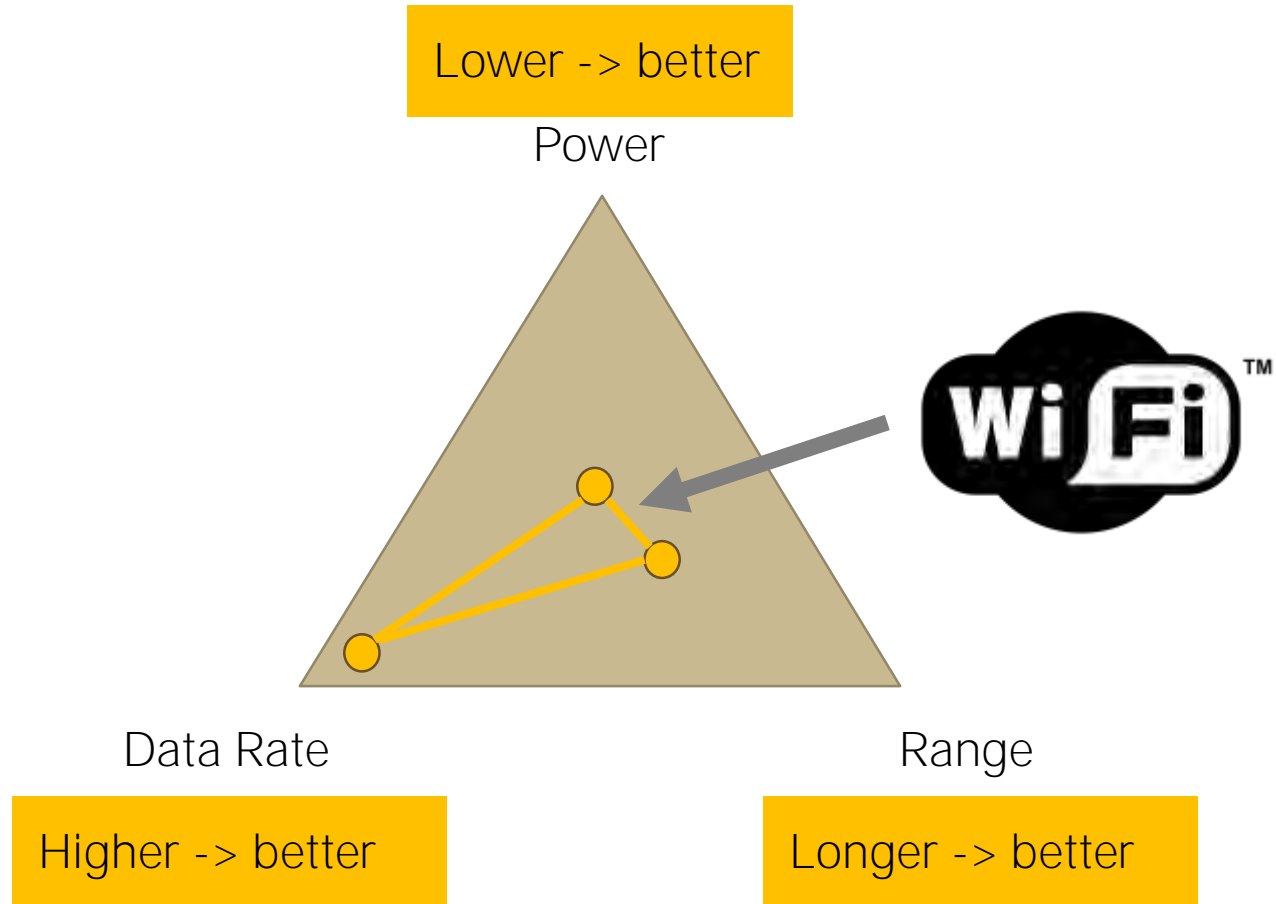 Lower -> better
Power
WiFi™
Data Rate
Range
Higher -> better
Longer -> better